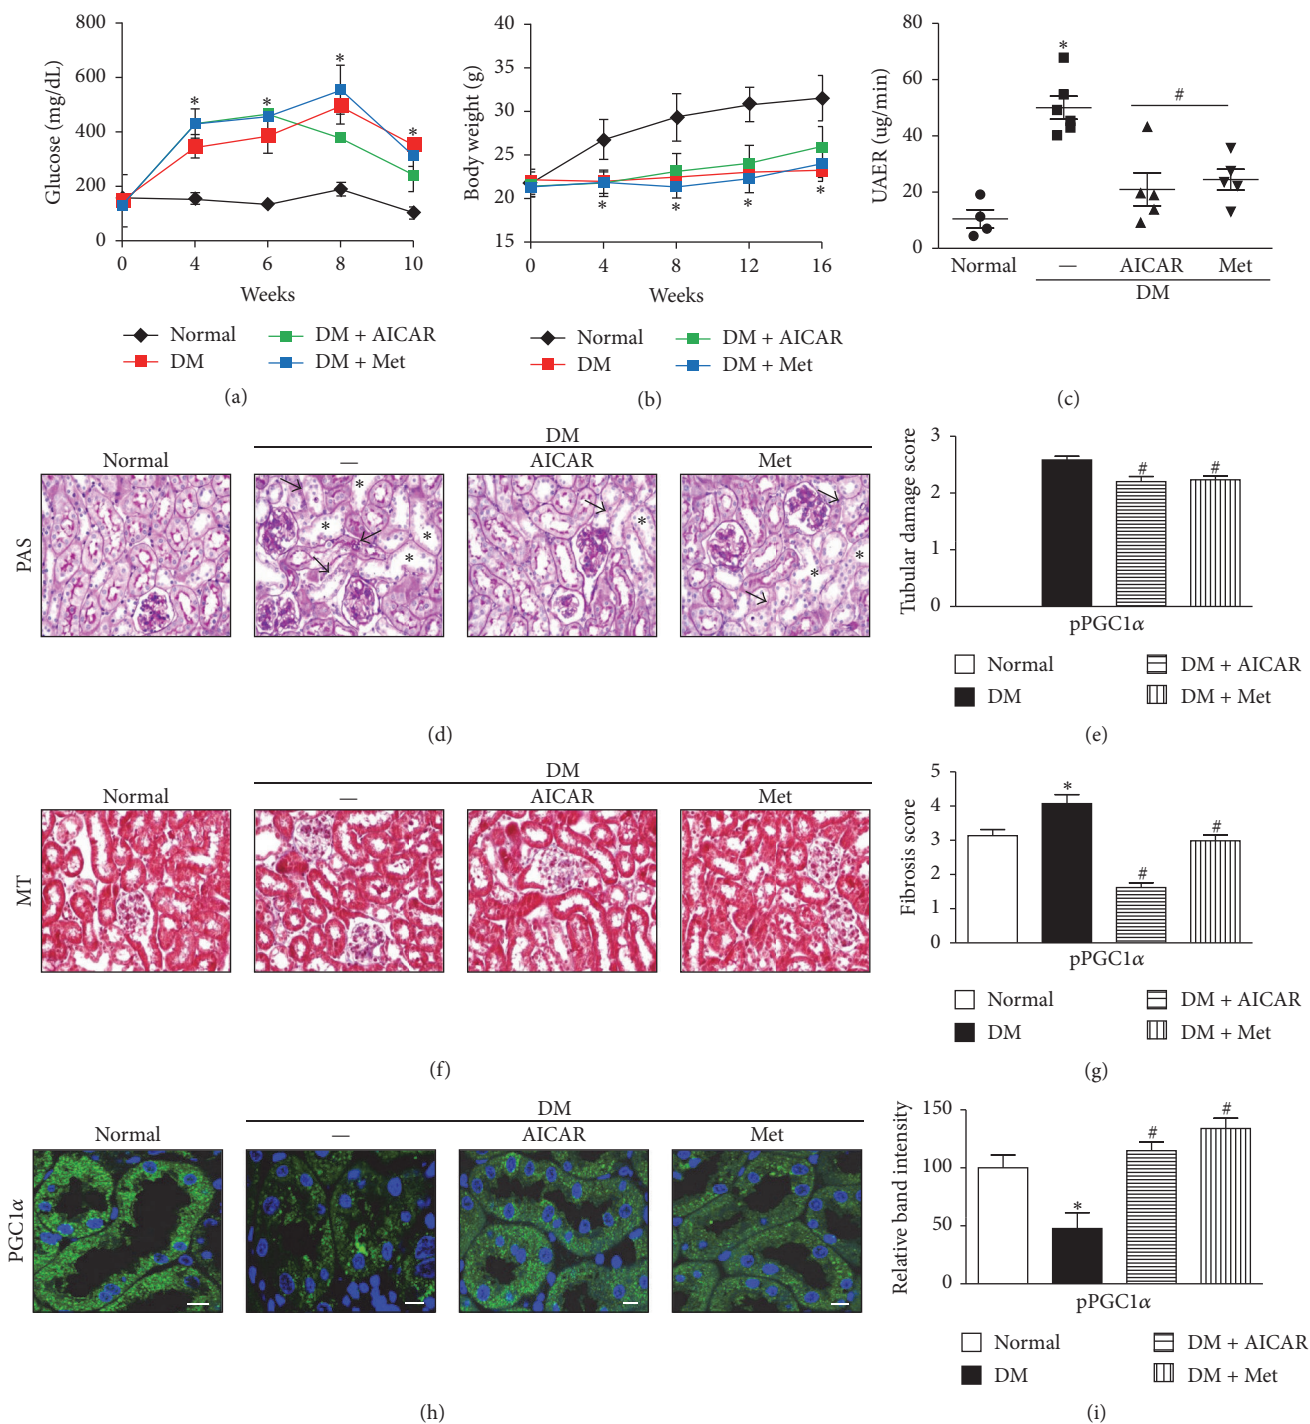 800
600
400
200
0
Glucose (mg/dL)
*
*
*
*
0
4
6
8
10
Weeks
Normal
DM
DM + AICAR
DM + Met
(a)
40
35
30
25
20
15
Body weight (g)
*
*
*
*
0
4
8
12
16
Weeks
Normal
DM
DM + AICAR
DM + Met
(b)
80
60
40
20
0
UAER (ug/min)
*
#
Normal
—
AICAR
Met
DM
(c)
DM
Normal
—
AICAR
Met
PAS
*
*
*
*
*
*
*
(d)
3
2
1
0
Tubular damage score
#
#
pPGC1α
Normal
DM
DM + AICAR
DM + Met
(e)
DM
Normal
—
AICAR
Met
MT
(f)
5
4
3
2
1
0
Fibrosis score
*
#
#
pPGC1α
Normal
DM
DM + AICAR
DM + Met
(g)
DM
Normal
—
AICAR
Met
PGC1α
(h)
150
100
50
0
Relative band intensity
*
#
#
pPGC1α
Normal
DM
DM + AICAR
DM + Met
(i)